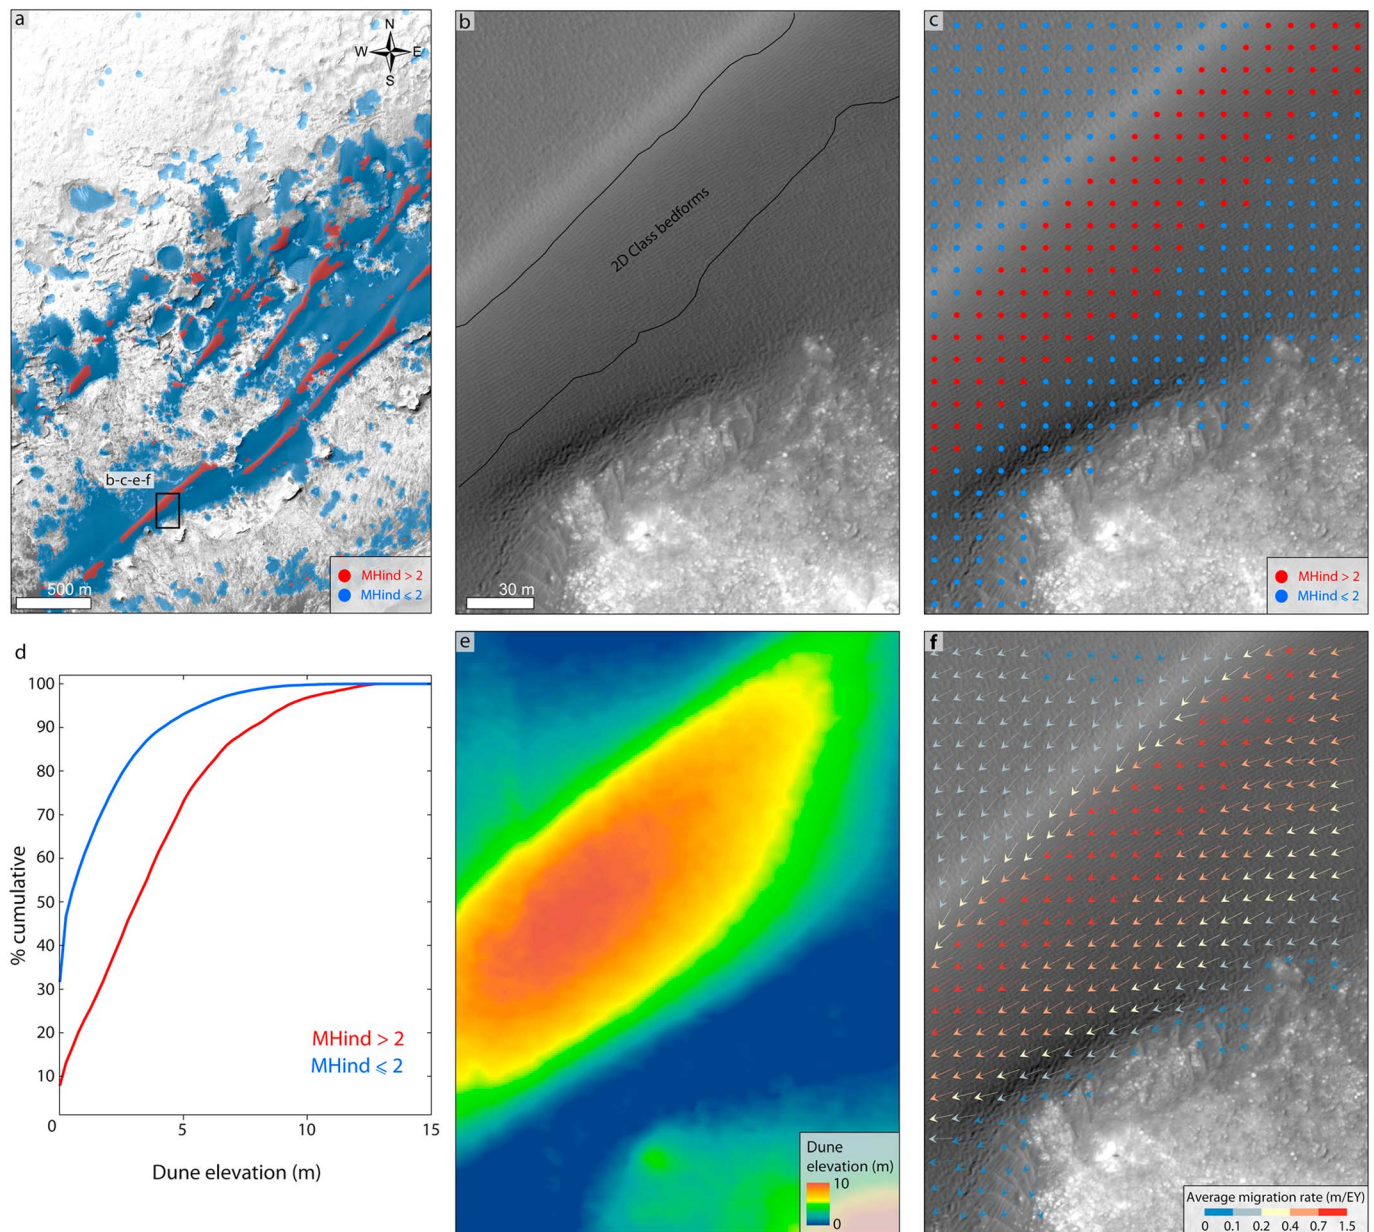 a
N
W E
S
b-c-e-f
500 m
MHind > 2
MHind ⩽ 2
b
2D Class bedforms
30 m
c
MHind > 2
MHind ⩽ 2
d
100
90
80
70
60
50
40
30
20
10
0 5 10 15
% cumulative
Dune elevation (m)
MHind > 2
MHind ⩽ 2
e
Dune
elevation (m)
10
0
f
Average migration rate (m/EY)
0 0.1 0.2 0.4 0.7 1.5